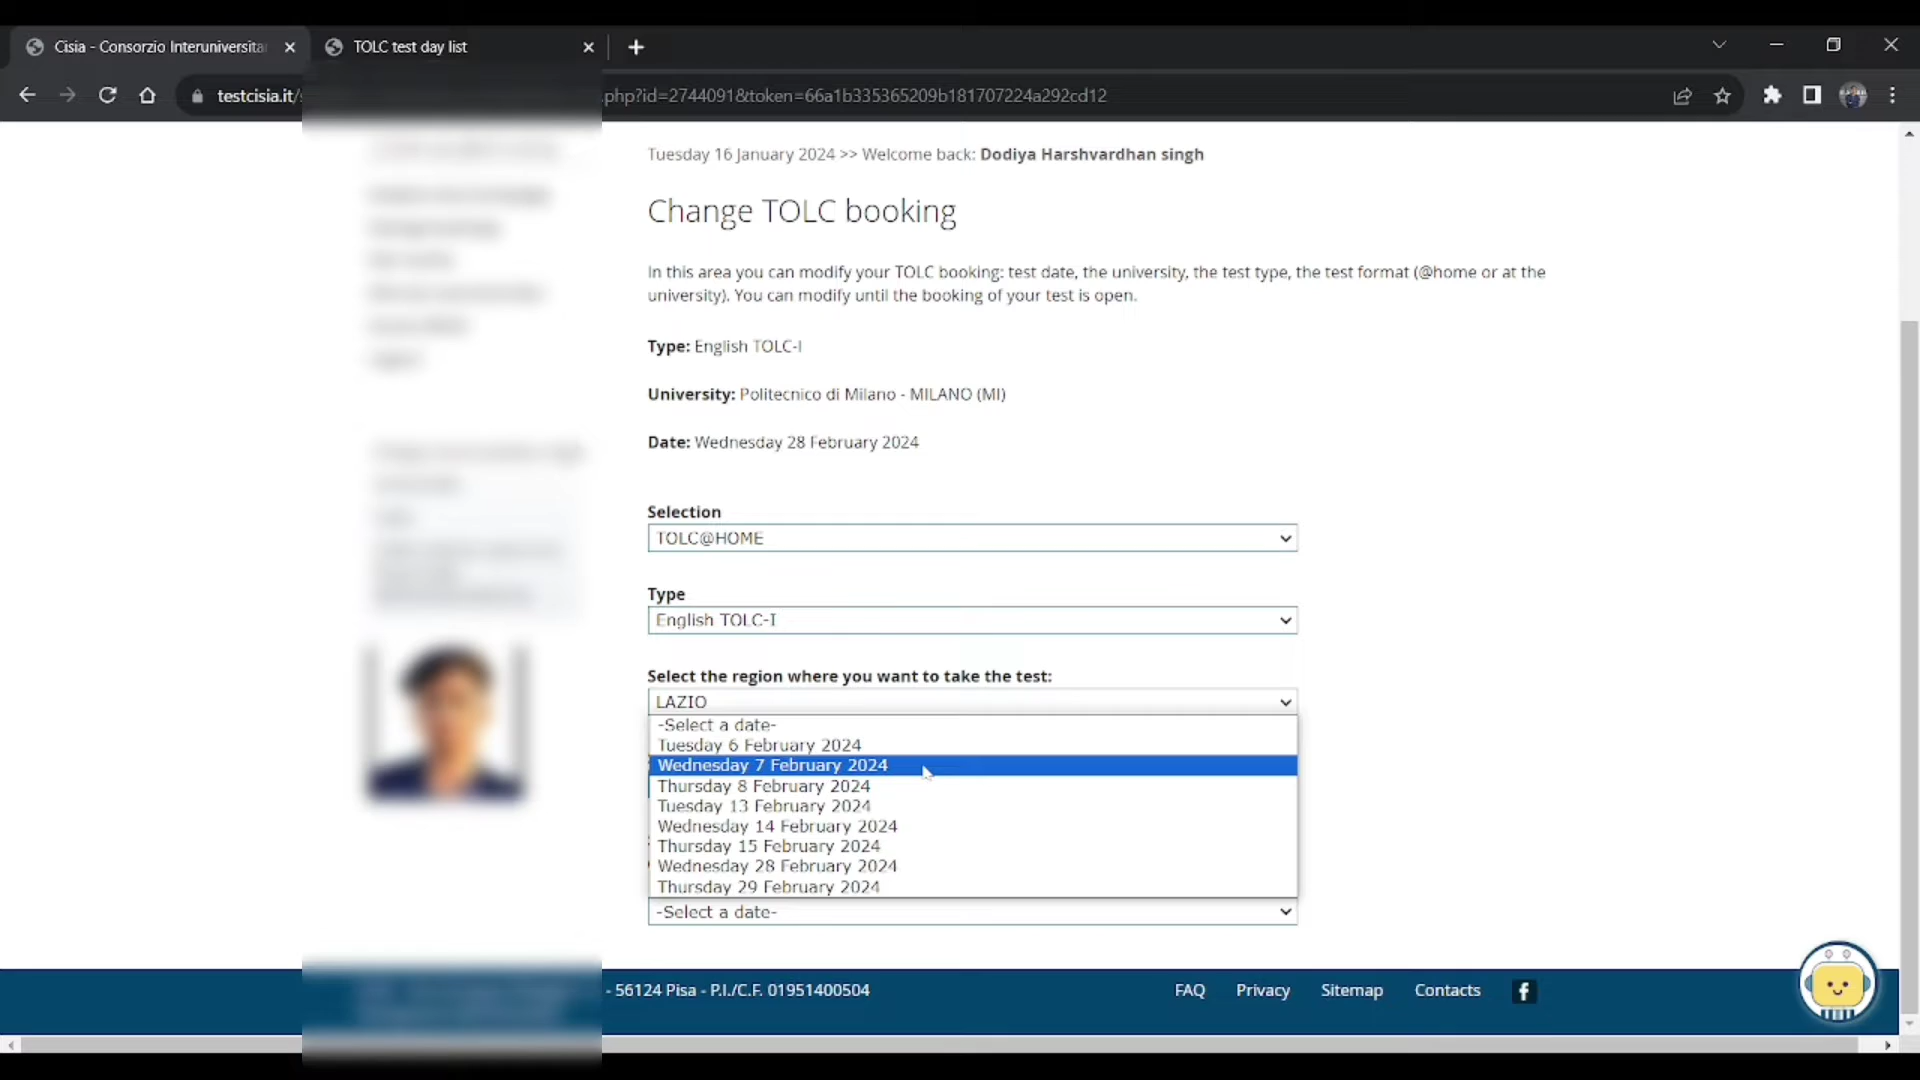 Cisia - Consorzio Interuniversita
TOLC test day list
testcisia.it/
.php?id=2744091&token=66a1b335365209b181707224a292cd12
Tuesday 16 January 2024 >> Welcome back: Dodiya Harshvardhan singh
Change TOLC booking
In this area you can modify your TOLC booking: test date, the university, the test type, the test format (@home or at the
university). You can modify until the booking of your test is open.
Type: English TOLC-I
University: Politecnico di Milano - MILANO (MI)
Date: Wednesday 28 February 2024
Selection
TOLC@HOME
Type
English TOLC-I
Select the region where you want to take the test:
LAZIO
-Select a date-
Tuesday 6 February 2024
Wednesday 7 February 2024
Thursday 8 February 2024
Tuesday 13 February 2024
Wednesday 14 February 2024
Thursday 15 February 2024
Wednesday 28 February 2024
Thursday 29 February 2024
-Select a date-
- 56124 Pisa - P.I./C.F. 01951400504
FAQ Privacy Sitemap Contacts